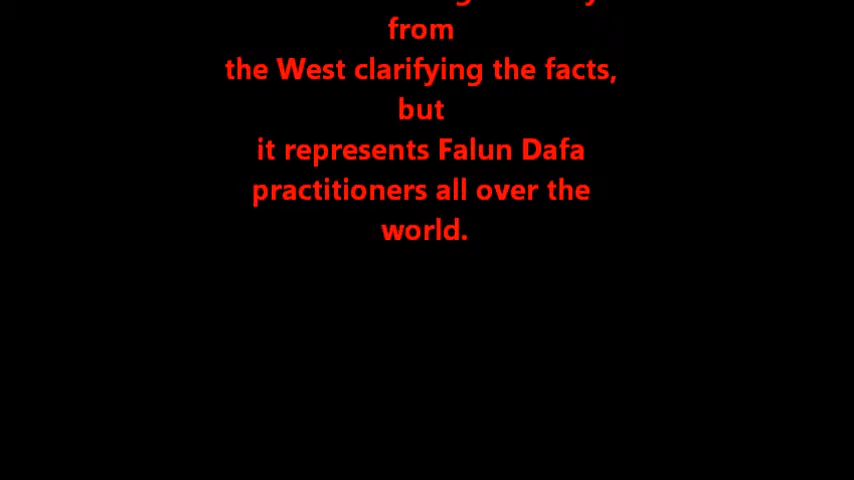 from
the West clarifying the facts,
but
it represents Falun Dafa
practitioners all over the
world.